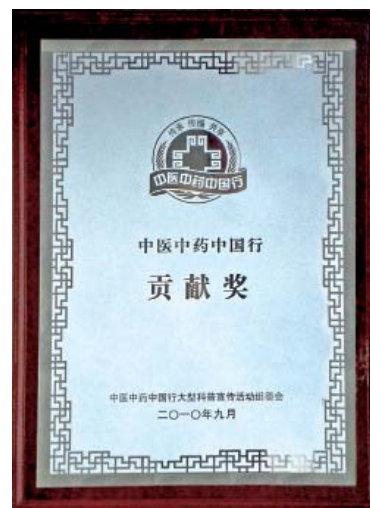 传承 传播 共享
中医中药中国行
中医中药中国行
贡献奖
中医中药中国行大型科普宣传活动组委会
二〇一〇年九月